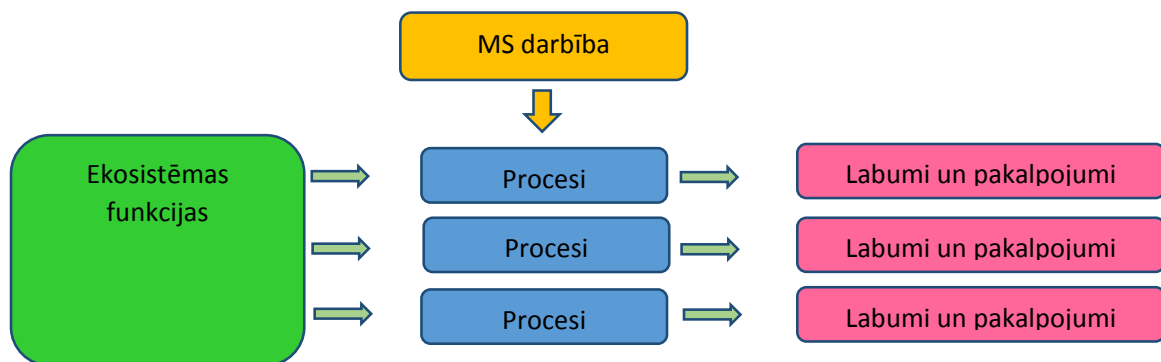 MS darbība
Ekosistēmas
funkcijas
Procesi
Labumi un pakalpojumi
Procesi
Labumi un pakalpojumi
Procesi
Labumi un pakalpojumi